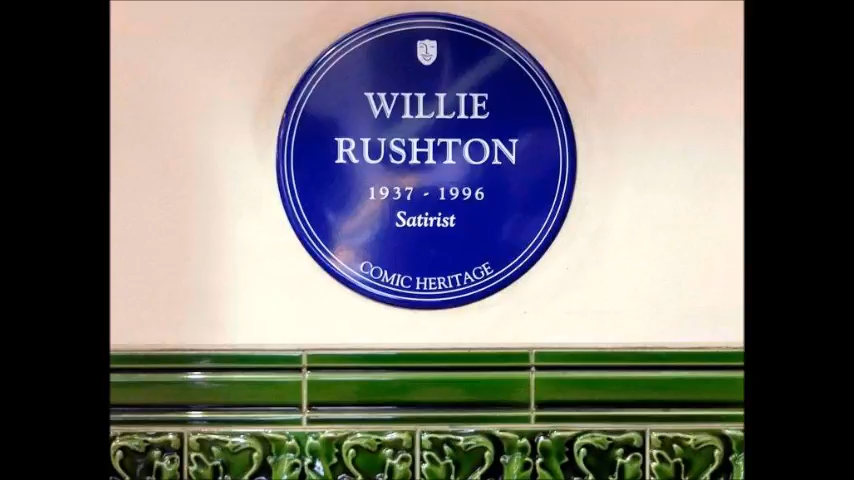 WILLIE
RUSHTON
1937 - 1996
Satirist
COMIC HERITAGE